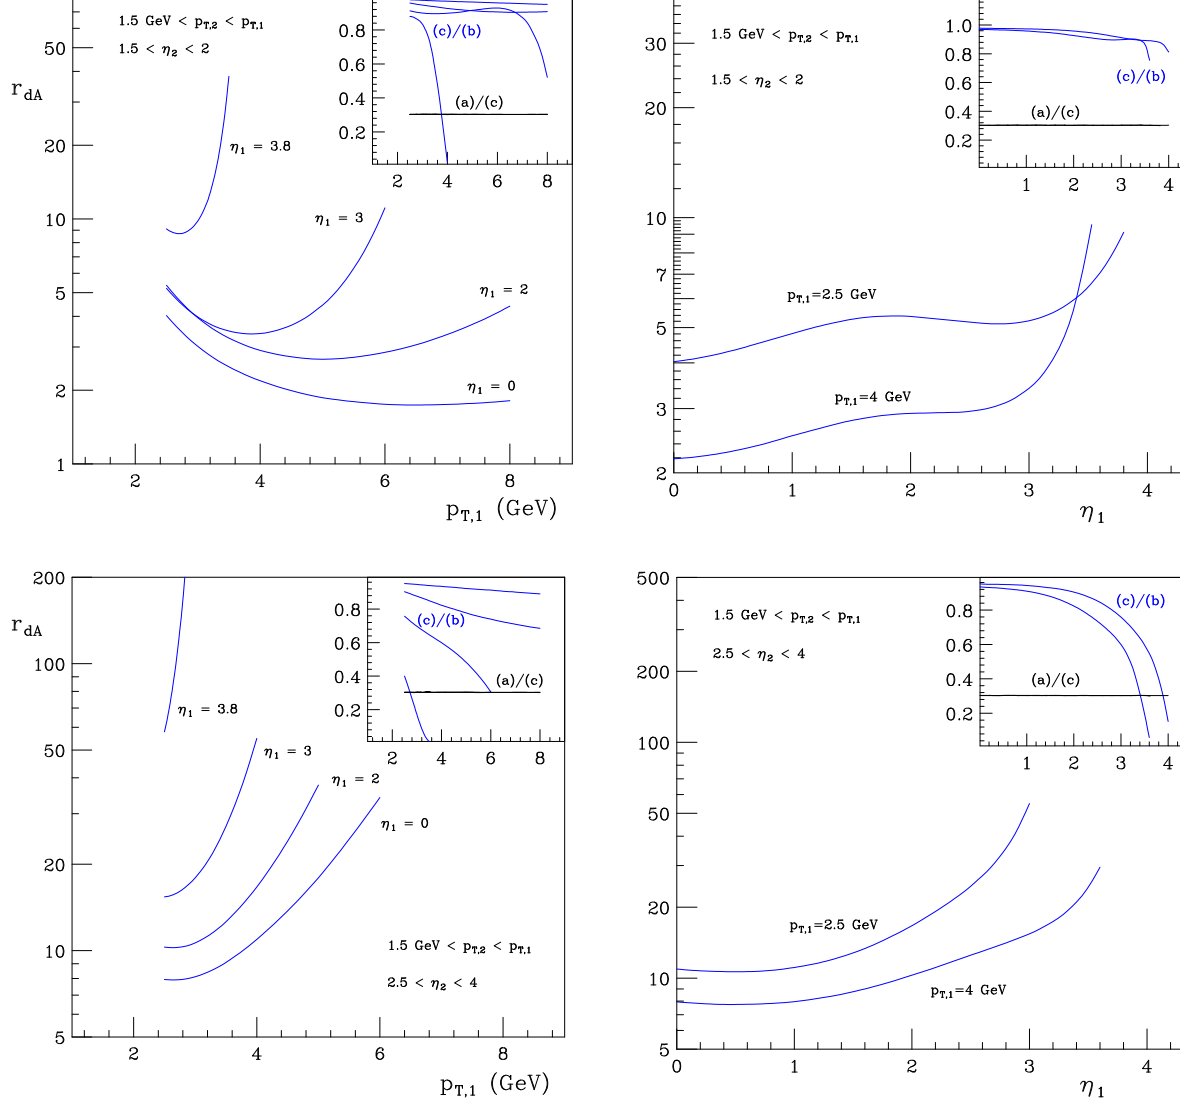 1.5 GeV < p_T,2 < p_T,1
1.5 < η_2 < 2
r_dA
50
20
10
5
2
1
η_1 = 3.8
η_1 = 3
η_1 = 2
η_1 = 0
2 4 6 8
p_T,1 (GeV)
0.8
0.6
0.4
0.2
(c)/(b)
(a)/(c)
2 4 6 8
1.5 GeV < p_T,2 < p_T,1
1.5 < η_2 < 2
30
20
10
7
5
3
2
p_T,1=2.5 GeV
p_T,1=4 GeV
0 1 2 3 4
η_1
1.0
0.8
0.6
0.4
0.2
(c)/(b)
(a)/(c)
1 2 3 4
r_dA
200
100
50
20
10
5
η_1 = 3.8
η_1 = 3
η_1 = 2
η_1 = 0
1.5 GeV < p_T,2 < p_T,1
2.5 < η_2 < 4
2 4 6 8
p_T,1 (GeV)
0.8
0.6
0.4
0.2
(c)/(b)
(a)/(c)
2 4 6 8
1.5 GeV < p_T,2 < p_T,1
2.5 < η_2 < 4
500
200
100
50
20
10
5
p_T,1=2.5 GeV
p_T,1=4 GeV
0 1 2 3 4
η_1
0.8
0.6
0.4
0.2
(c)/(b)
(a)/(c)
1 2 3 4